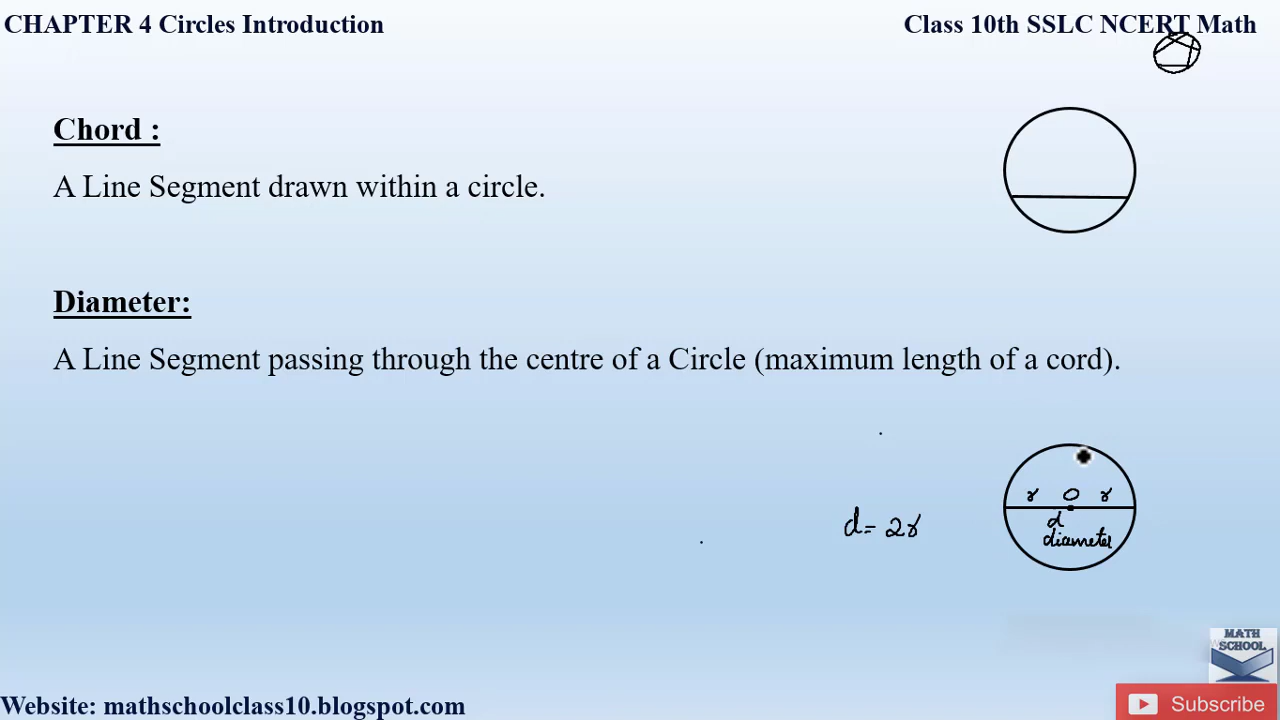 CHAPTER 4 Circles Introduction
Class 10th SSLC NCERT Math
Chord :
A Line Segment drawn within a circle.
Diameter:
A Line Segment passing through the centre of a Circle (maximum length of a cord).
r O r
d
diameter
d = 2r
MATH
SCHOOL
Website: mathschoolclass10.blogspot.com
Subscribe